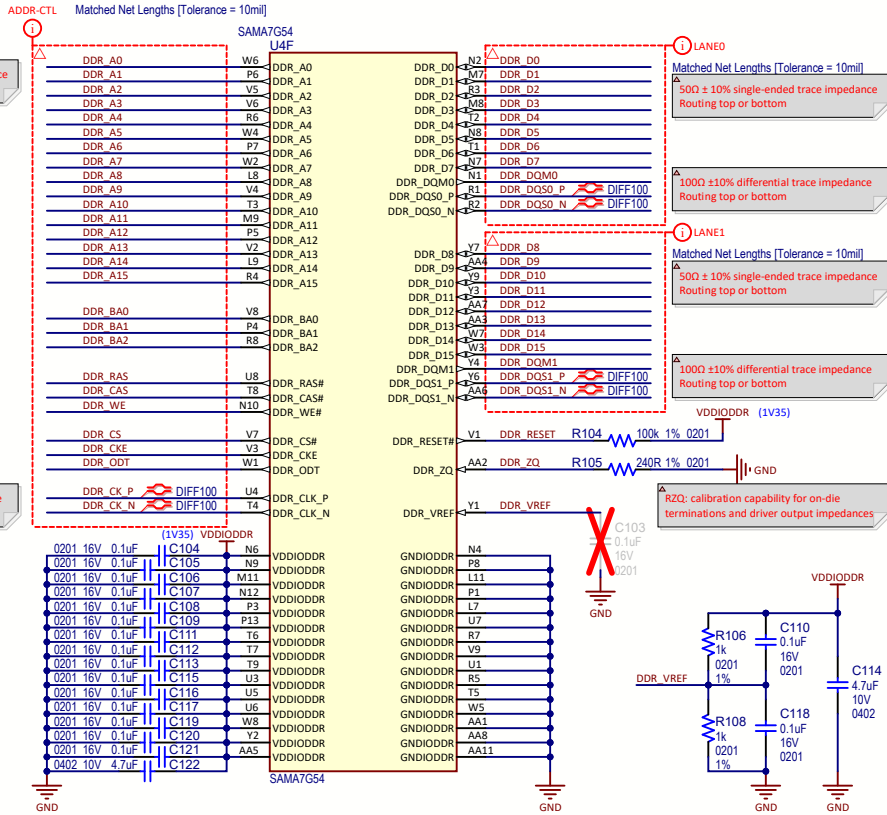 ADDR-CTL Matched Net Lengths [Tolerance = 10mil]
SAMA7G54
U4F
DDR_A0 W6 DDR_A0 DDR_D0 N2 DDR_D0
DDR_A1 P6 DDR_A1 DDR_D1 M7 DDR_D1
DDR_A2 V5 DDR_A2 DDR_D2 R3 DDR_D2
DDR_A3 V6 DDR_A3 DDR_D3 M8 DDR_D3
DDR_A4 R6 DDR_A4 DDR_D4 T2 DDR_D4
DDR_A5 W4 DDR_A5 DDR_D5 N8 DDR_D5
DDR_A6 P7 DDR_A6 DDR_D6 T1 DDR_D6
DDR_A7 W2 DDR_A7 DDR_D7 N7 DDR_D7
DDR_A8 L8 DDR_A8 DDR_DQM0 N1 DDR_DQM0
DDR_A9 V4 DDR_A9 DDR_DQS0_P R1 DDR_DQS0_P DIFF100
DDR_A10 T3 DDR_A10 DDR_DQS0_N R2 DDR_DQS0_N DIFF100
DDR_A11 M9 DDR_A11
DDR_A12 P5 DDR_A12
DDR_A13 V2 DDR_A13 DDR_D8 Y7 DDR_D8
DDR_A14 L9 DDR_A14 DDR_D9 AA4 DDR_D9
DDR_A15 R4 DDR_A15 DDR_D10 Y9 DDR_D10
DDR_D11 Y3 DDR_D11
DDR_D12 AA7 DDR_D12
DDR_BA0 V8 DDR_BA0 DDR_D13 AA3 DDR_D13
DDR_BA1 P4 DDR_BA1 DDR_D14 W7 DDR_D14
DDR_BA2 R8 DDR_BA2 DDR_D15 W3 DDR_D15
DDR_DQM1 Y4 DDR_DQM1
DDR_RAS U8 DDR_RAS# DDR_DQS1_P Y6 DDR_DQS1_P DIFF100
DDR_CAS T8 DDR_CAS# DDR_DQS1_N AA6 DDR_DQS1_N DIFF100
DDR_WE N10 DDR_WE#
DDR_CS V7 DDR_CS# DDR_RESET# V1 DDR_RESET R104 100k 1% 0201
DDR_CKE V3 DDR_CKE
DDR_ODT W1 DDR_ODT DDR_ZQ AA2 DDR_ZQ R105 240R 1% 0201 GND
DDR_CK_P DIFF100 U4 DDR_CLK_P
DDR_CK_N DIFF100 T4 DDR_CLK_N DDR_VREF Y1 DDR_VREF
LANE0
Matched Net Lengths [Tolerance = 10mil]
50Ω ± 10% single-ended trace impedance
Routing top or bottom
100Ω ±10% differential trace impedance
Routing top or bottom
LANE1
Matched Net Lengths [Tolerance = 10mil]
50Ω ± 10% single-ended trace impedance
Routing top or bottom
100Ω ±10% differential trace impedance
Routing top or bottom
VDDIODDR (1V35)
RZQ: calibration capability for on-die
terminations and driver output impedances
C103
0.1uF
16V
0201
GND
(1V35) VDDIODDR
0201 16V 0.1uF C104 N6 VDDIODDR GNDIODDR N4
0201 16V 0.1uF C105 N9 VDDIODDR GNDIODDR P8
0201 16V 0.1uF C106 M11 VDDIODDR GNDIODDR L11
0201 16V 0.1uF C107 N12 VDDIODDR GNDIODDR P1
0201 16V 0.1uF C108 P3 VDDIODDR GNDIODDR L7
0201 16V 0.1uF C109 P13 VDDIODDR GNDIODDR U7
0201 16V 0.1uF C111 T6 VDDIODDR GNDIODDR R7
0201 16V 0.1uF C112 T7 VDDIODDR GNDIODDR V9
0201 16V 0.1uF C113 T9 VDDIODDR GNDIODDR U1
0201 16V 0.1uF C115 U3 VDDIODDR GNDIODDR R5
0201 16V 0.1uF C116 U5 VDDIODDR GNDIODDR T5
0201 16V 0.1uF C117 U6 VDDIODDR GNDIODDR W5
0201 16V 0.1uF C119 W8 VDDIODDR GNDIODDR AA1
0201 16V 0.1uF C120 Y2 VDDIODDR GNDIODDR AA8
0201 16V 0.1uF C121 AA5 VDDIODDR GNDIODDR AA11
0402 10V 4.7uF C122
SAMA7G54
GND
GND
VDDIODDR
R106
1k
0201
1%
C110
0.1uF
16V
0201
C114
4.7uF
10V
0402
DDR_VREF
R108
1k
0201
1%
C118
0.1uF
16V
0201
GND
GND